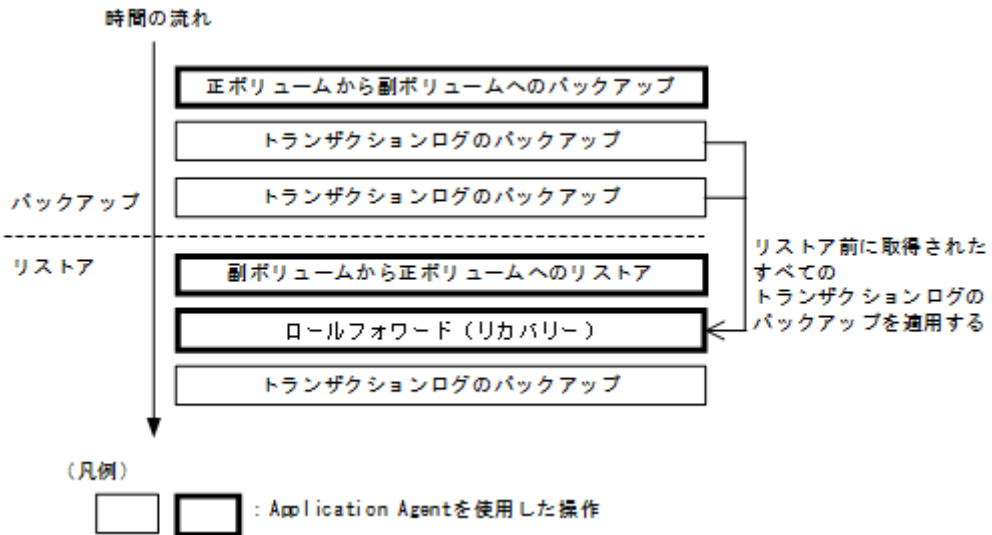 時間の流れ
正ボリュームから副ボリュームへのバックアップ
トランザクションログのバックアップ
トランザクションログのバックアップ
バックアップ
リストア
副ボリュームから正ボリュームへのリストア
リストア前に取得された
すべての
トランザクションログの
バックアップを適用する
ロールフォワード（リカバリー）
トランザクションログのバックアップ
（凡例）
：Application Agentを使用した操作